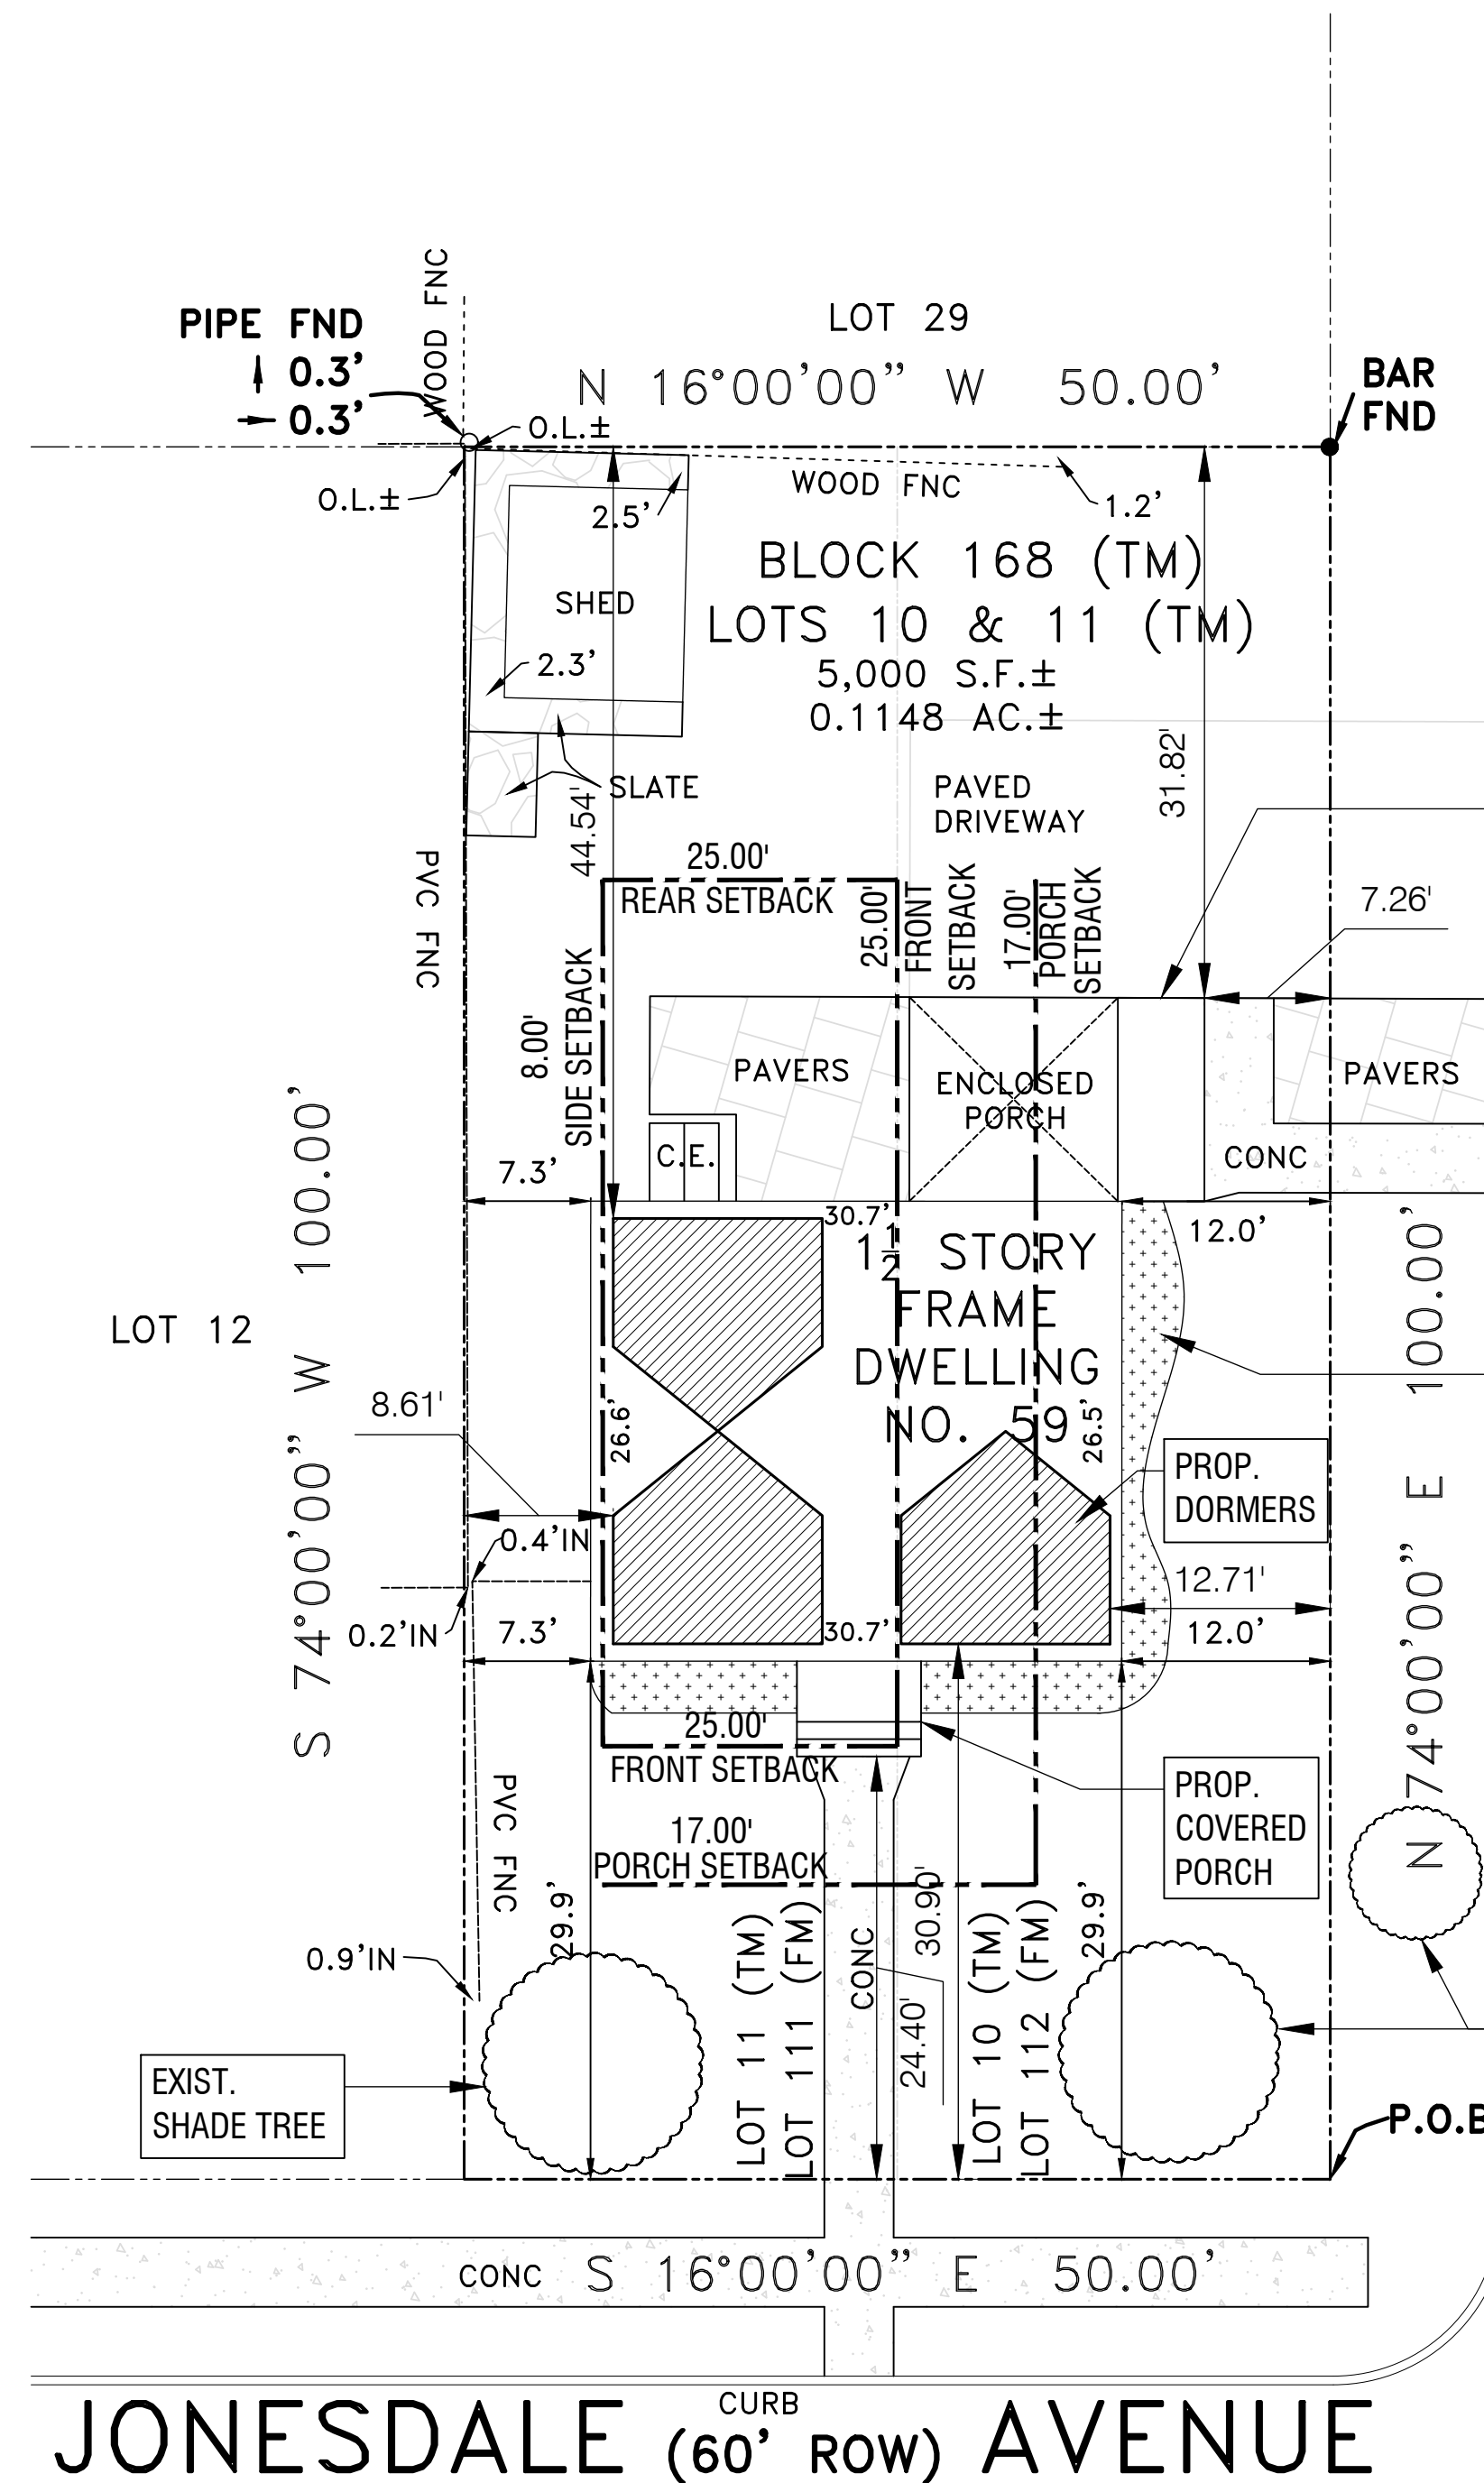 WOOD FNC
LOT 29
PIPE FND
0.3'
0.3'
N 16°00'00" W 50.00'
BAR
FND
O.L.±
O.L.±
WOOD FNC
1.2'
2.5'
BLOCK 168 (TM)
LOTS 10 & 11 (TM)
5,000 S.F.±
0.1148 AC.±
SHED
2.3'
SLATE
44.54'
31.82'
PAVED
DRIVEWAY
PVC FNC
25.00'
REAR SETBACK
25.00'
FRONT
SETBACK
17.00'
PORCH
SETBACK
7.26'
8.00'
SIDE SETBACK
PAVERS
ENCLOSED
PORCH
PAVERS
C.E.
CONC
7.3'
30.7'
12.0'
S 74°00'00" W 100.00'
LOT 12
1 1/2 STORY
FRAME
DWELLING
NO. 59
N 74°00'00" E 100.00'
8.61'
26.6'
26.5'
PROP.
DORMERS
0.4'IN
0.2'IN
7.3'
30.7'
12.71'
12.0'
25.00'
FRONT SETBACK
PVC FNC
17.00'
PORCH SETBACK
PROP.
COVERED
PORCH
29.9'
0.9'IN
LOT 11 (TM)
LOT 111 (FM)
CONC
30.90'
24.40'
LOT 10 (TM)
LOT 112 (FM)
29.9'
EXIST.
SHADE TREE
P.O.B
CONC
S 16°00'00" E 50.00'
CURB
JONESDALE (60' ROW) AVENUE